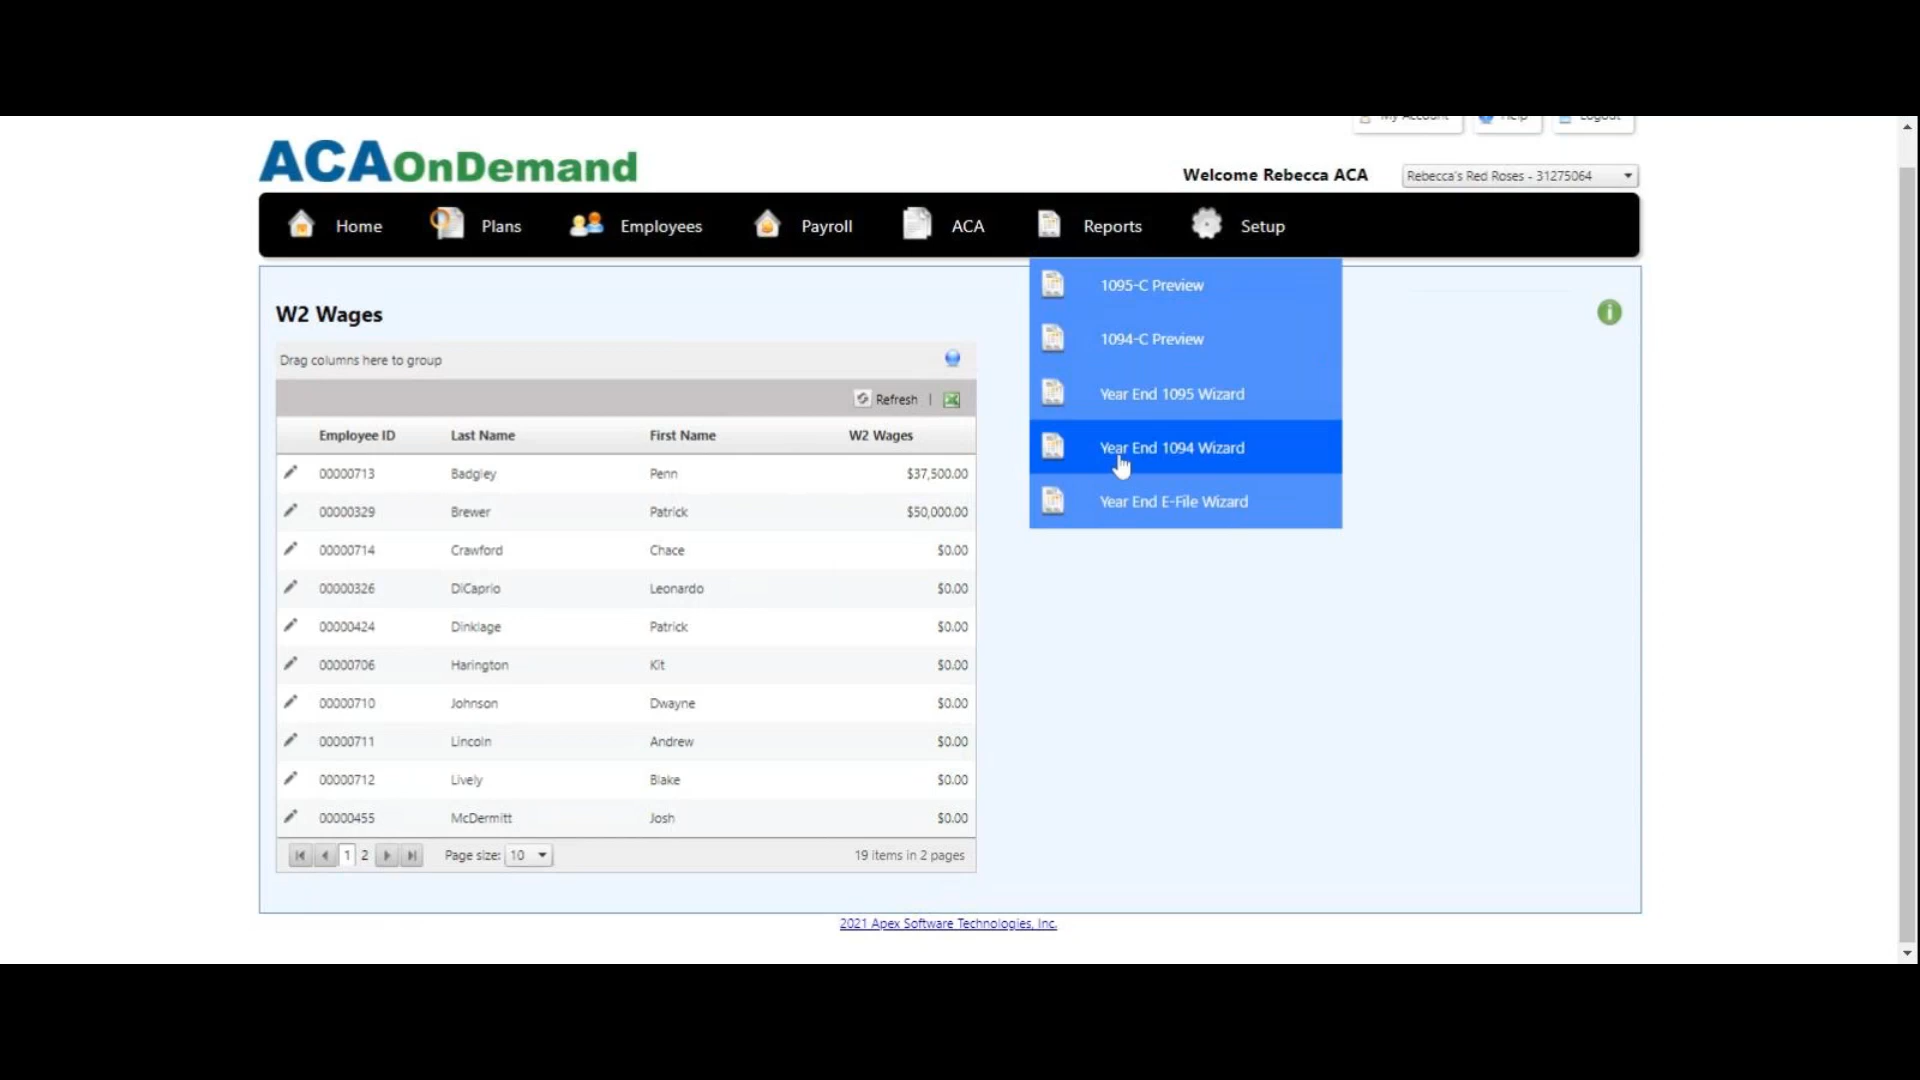 My Account Help Logout
ACAOnDemand
Welcome Rebecca ACA Rebecca's Red Roses - 31275064
Home Plans Employees Payroll ACA Reports Setup
1095-C Preview
1094-C Preview
Year End 1095 Wizard
Year End 1094 Wizard
Year End E-File Wizard
W2 Wages
Drag columns here to group
Refresh |
Employee ID Last Name First Name W2 Wages
00000713 Badgley Penn $37,500.00
00000329 Brewer Patrick $50,000.00
00000714 Crawford Chace $0.00
00000326 DiCaprio Leonardo $0.00
00000424 Dinklage Patrick $0.00
00000706 Harington Kit $0.00
00000710 Johnson Dwayne $0.00
00000711 Lincoln Andrew $0.00
00000712 Lively Blake $0.00
00000455 McDermitt Josh $0.00
1 2 Page size: 10 19 items in 2 pages
2021 Apex Software Technologies, Inc.